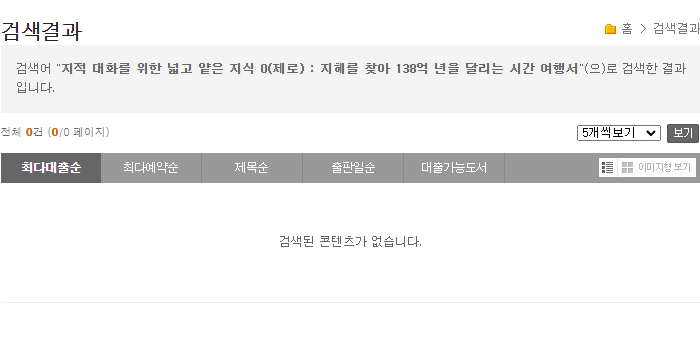 검색결과
홈 > 검색결과
검색어 "지적 대화를 위한 넓고 얕은 지식 0(제로) : 지혜를 찾아 138억 년을 달리는 시간 여행서"(으)로 검색한 결과
입니다.
전체 0건 (0/0 페이지)
5개씩보기 보기
최다대출순 최다예약순 제목순 출판일순 대출가능도서 이미지형 보기
검색된 콘텐츠가 없습니다.